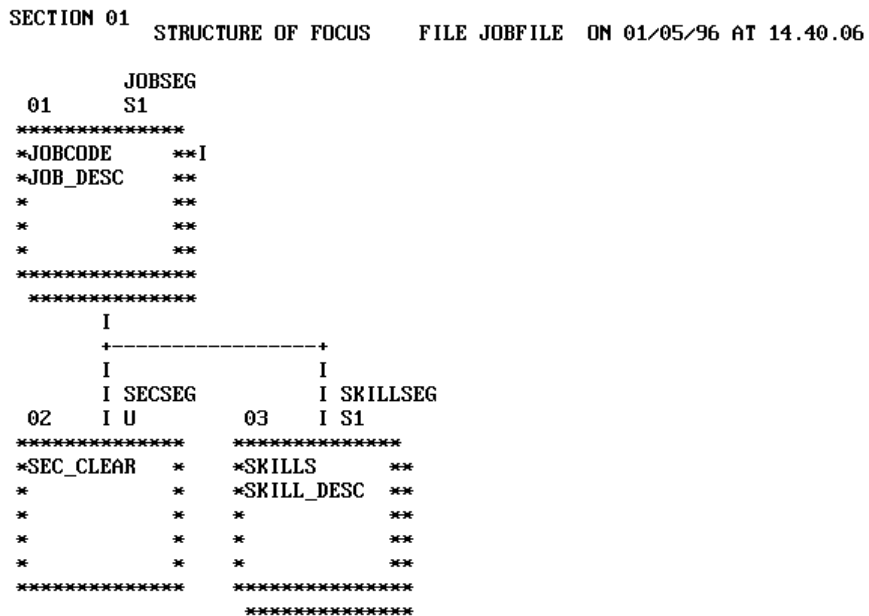 SECTION 01
STRUCTURE OF FOCUS    FILE JOBFILE  ON 01/05/96 AT 14.40.06
         JOBSEG
 01      S1
**************
*JOBCODE     **I
*JOB_DESC    **
*            **
*            **
*            **
***************
 **************
       I
       +-----------------+
       I                 I
       I SECSEG          I SKILLSEG
 02    I U         03    I S1
**************    **************
*SEC_CLEAR   *    *SKILLS      **
*            *    *SKILL_DESC  **
*            *    *            **
*            *    *            **
*            *    *            **
**************    ***************
                   **************